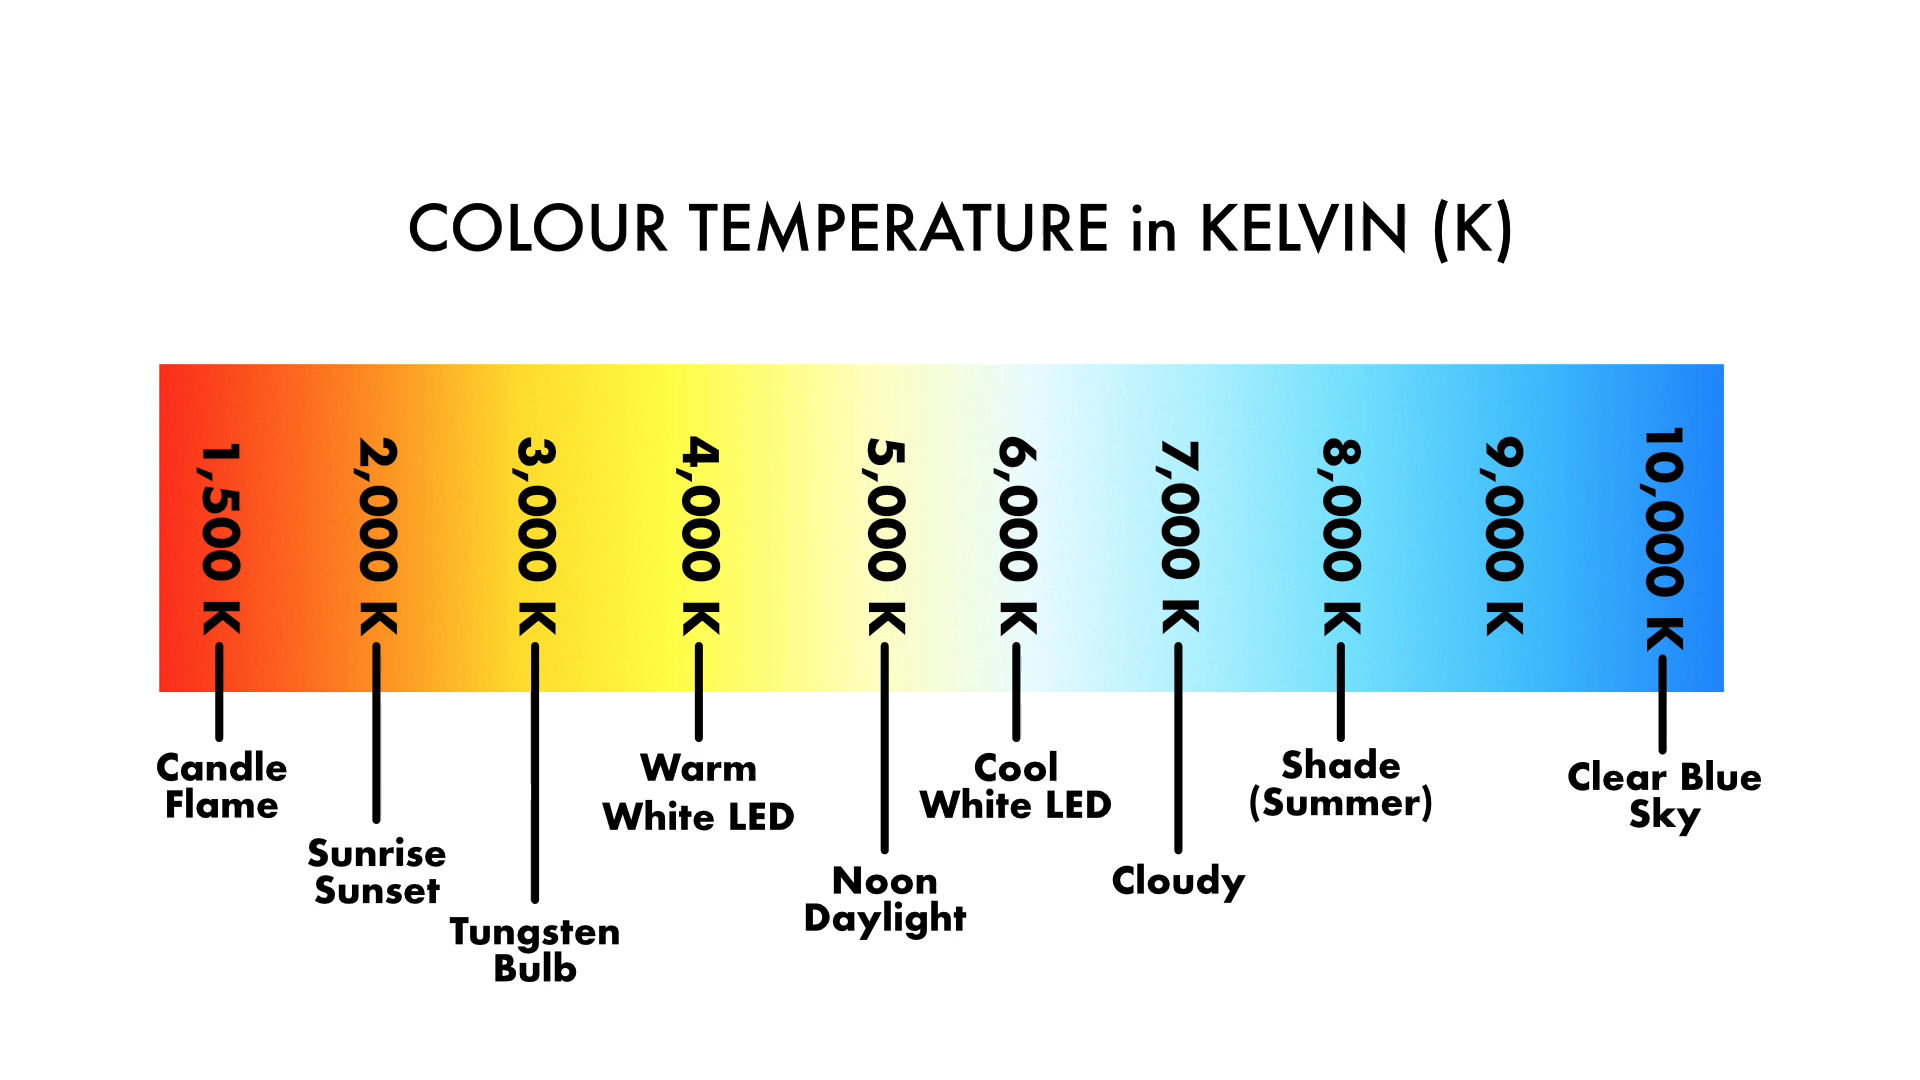 COLOUR TEMPERATURE in KELVIN (K)
1,500 K
2,000 K
3,000 K
4,000 K
5,000 K
6,000 K
7,000 K
8,000 K
9,000 K
10,000 K
Candle
Flame
Sunrise
Sunset
Tungsten
Bulb
Warm
White LED
Noon
Daylight
Cool
White LED
Cloudy
Shade
(Summer)
Clear Blue
Sky